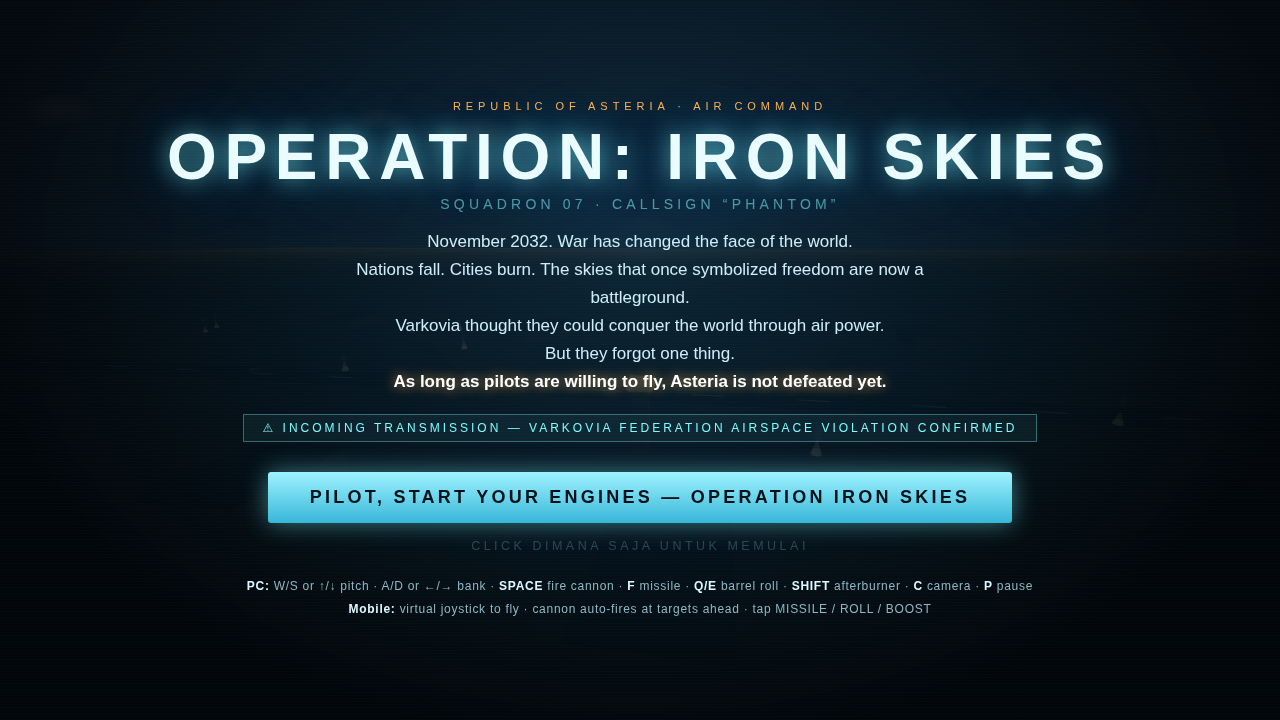 REPUBLIC OF ASTERIA · AIR COMMAND
OPERATION: IRON SKIES
SQUADRON 07 · CALLSIGN “PHANTOM”
November 2032. War has changed the face of the world.
Nations fall. Cities burn. The skies that once symbolized freedom are now a
battleground.
Varkovia thought they could conquer the world through air power.
But they forgot one thing.
As long as pilots are willing to fly, Asteria is not defeated yet.
⚠ INCOMING TRANSMISSION — VARKOVIA FEDERATION AIRSPACE VIOLATION CONFIRMED
PILOT, START YOUR ENGINES — OPERATION IRON SKIES
CLICK DIMANA SAJA UNTUK MEMULAI
PC: W/S or ↑/↓ pitch · A/D or ←/→ bank · SPACE fire cannon · F missile · Q/E barrel roll · SHIFT afterburner · C camera · P pause
Mobile: virtual joystick to fly · cannon auto-fires at targets ahead · tap MISSILE / ROLL / BOOST